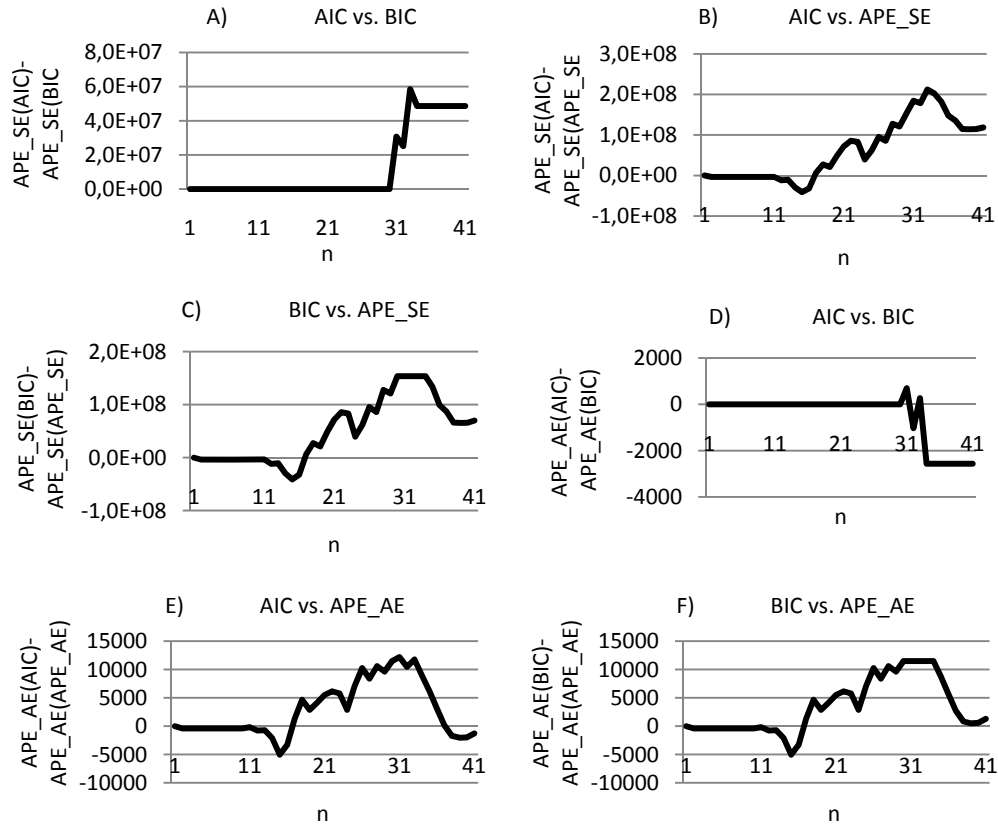 A) AIC vs. BIC
APE_SE(AIC)-
APE_SE(BIC)
8,0E+07
6,0E+07
4,0E+07
2,0E+07
0,0E+00
1 11 21 31 41
n
B) AIC vs. APE_SE
APE_SE(AIC)-
APE_SE(APE_SE
3,0E+08
2,0E+08
1,0E+08
0,0E+00
-1,0E+08
1 11 21 31 41
n
C) BIC vs. APE_SE
APE_SE(BIC)-
APE_SE(APE_SE)
2,0E+08
1,0E+08
0,0E+00
-1,0E+08
1 11 21 31 41
n
D) AIC vs. BIC
APE_AE(AIC)-
APE_AE(BIC)
2000
0
-2000
-4000
1 11 21 31 41
n
E) AIC vs. APE_AE
APE_AE(AIC)-
APE_AE(APE_AE)
15000
10000
5000
0
-5000
-10000
1 11 21 31 41
n
F) BIC vs. APE_AE
APE_AE(BIC)-
APE_AE(APE_AE)
15000
10000
5000
0
-5000
-10000
1 11 21 31 41
n